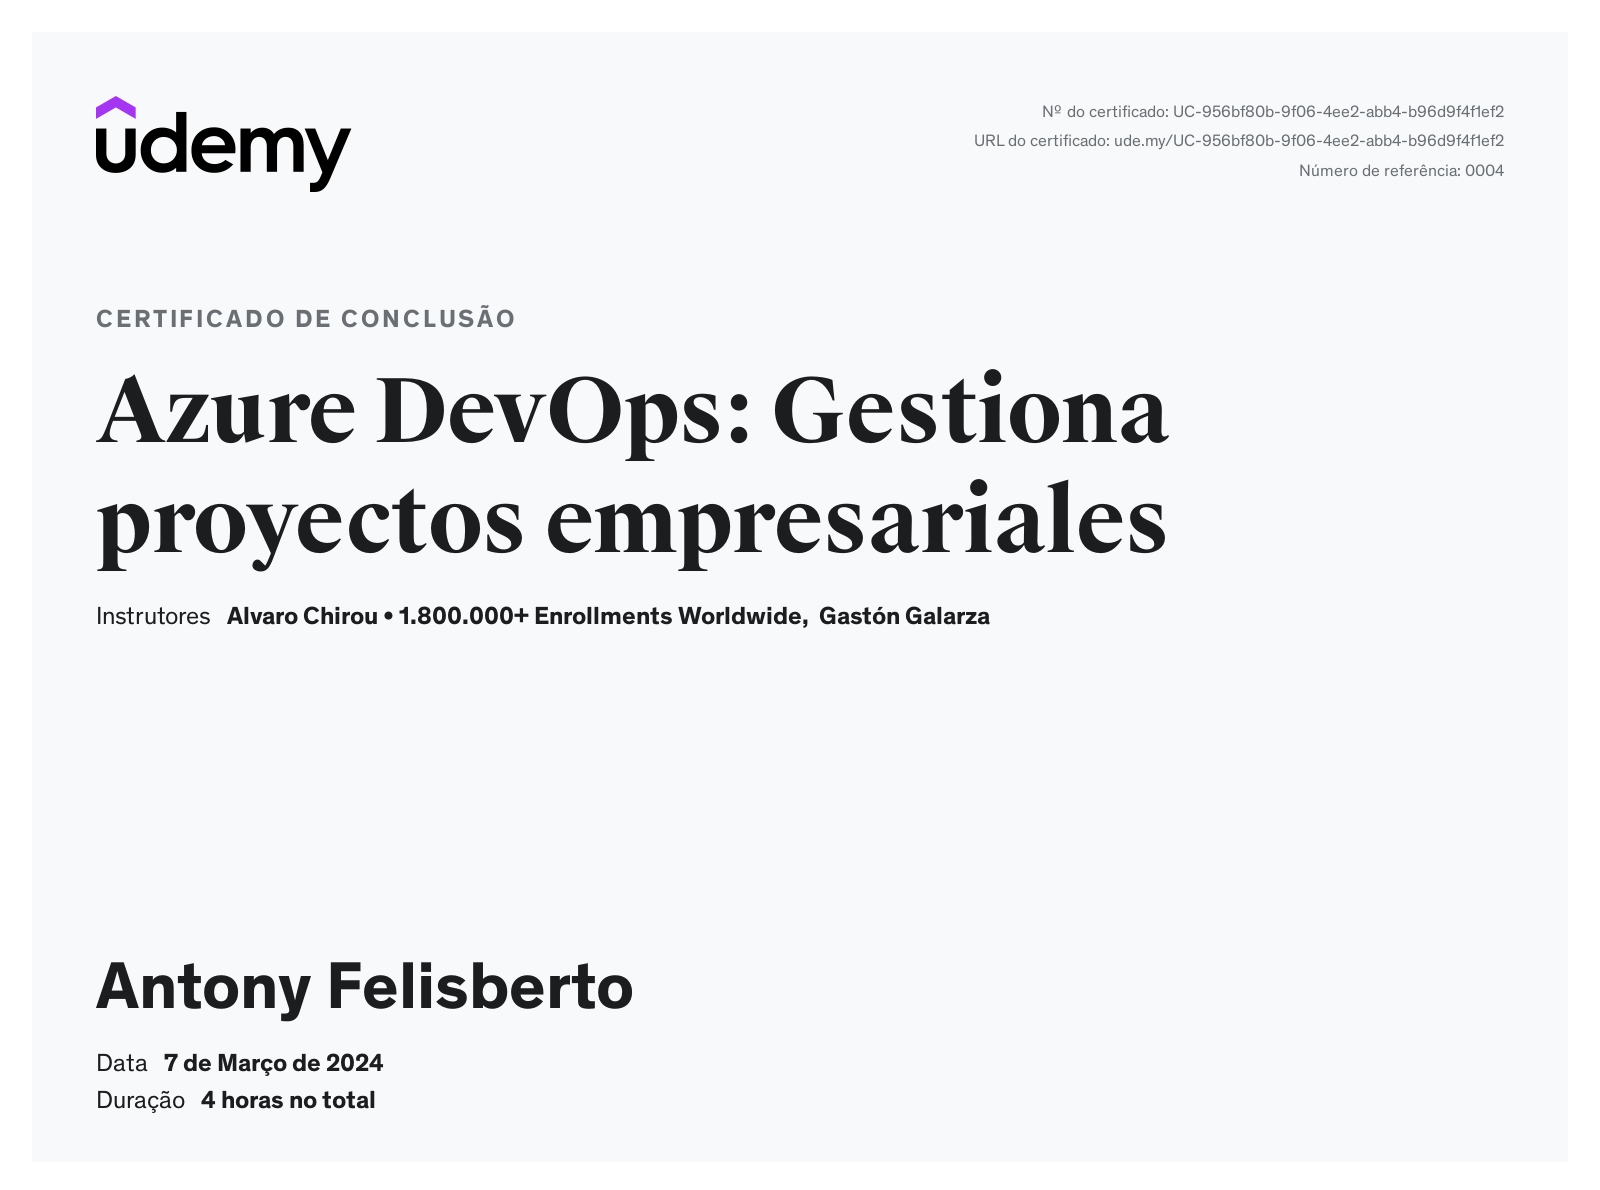 udemy
Nº do certificado: UC-956bf80b-9f06-4ee2-abb4-b96d9f4f1ef2
URL do certificado: ude.my/UC-956bf80b-9f06-4ee2-abb4-b96d9f4f1ef2
Número de referência: 0004
CERTIFICADO DE CONCLUSÃO
Azure DevOps: Gestiona
proyectos empresariales
Instrutores Alvaro Chirou • 1.800.000+ Enrollments Worldwide, Gastón Galarza
Antony Felisberto
Data 7 de Março de 2024
Duração 4 horas no total